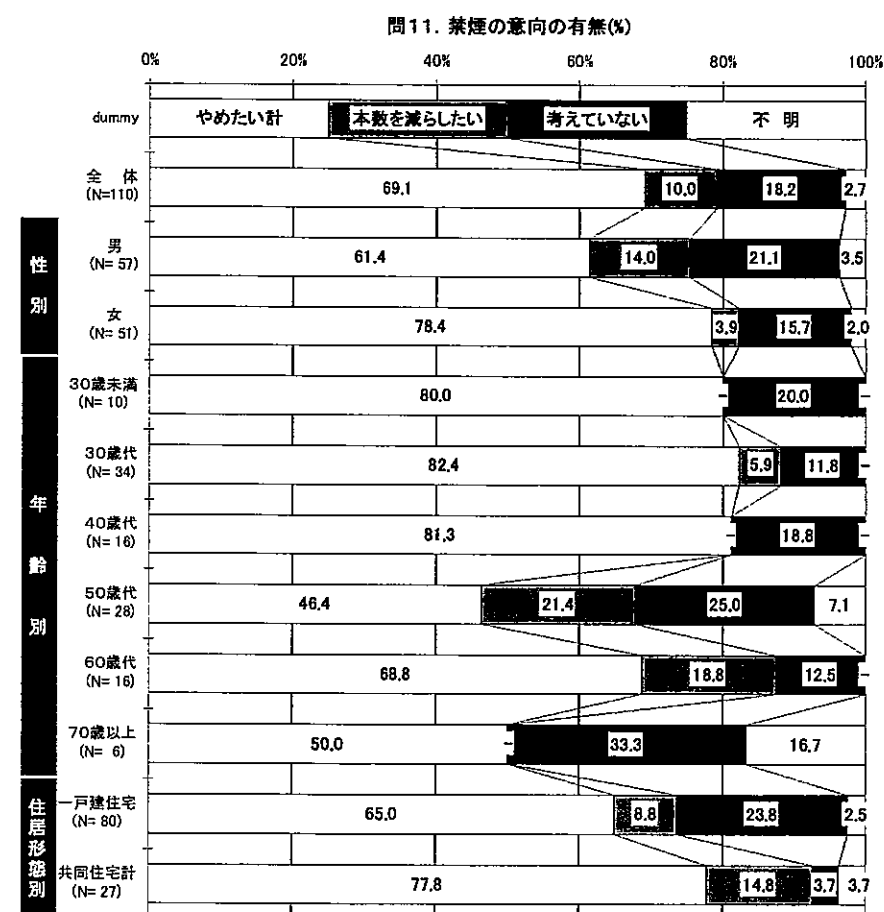 問11. 禁煙の意向の有無(%)
0% 20% 40% 60% 80% 100%
dummy やめたい計 本数を減らしたい 考えていない 不 明
全 体
(N=110)
69.1 10.0 18.2 2.7
性別
男
(N= 57)
61.4 14.0 21.1 3.5
女
(N= 51)
78.4 3.9 15.7 2.0
年齢別
30歳未満
(N= 10)
80.0 - 20.0 -
30歳代
(N= 34)
82.4 5.9 11.8 -
40歳代
(N= 16)
81.3 - 18.8 -
50歳代
(N= 28)
46.4 21.4 25.0 7.1
60歳代
(N= 16)
68.8 18.8 12.5 -
70歳以上
(N= 6)
50.0 - 33.3 16.7
住居形態別
一戸建住宅
(N= 80)
65.0 8.8 23.8 2.5
共同住宅計
(N= 27)
77.8 14.8 3.7 3.7